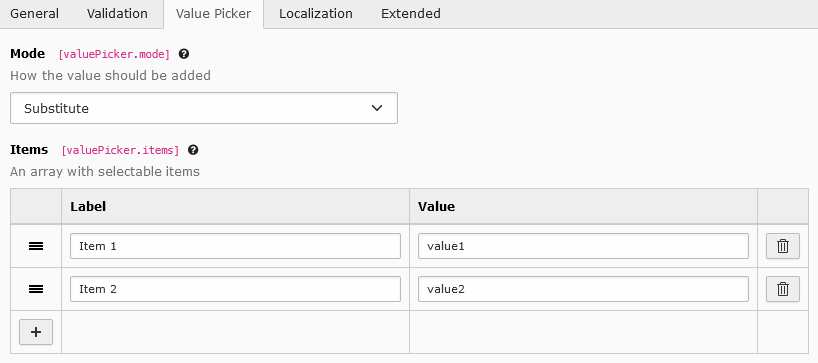 General Validation Value Picker Localization Extended
Mode [valuePicker.mode]
How the value should be added
Substitute
Items [valuePicker.items]
An array with selectable items
Label Value
Item 1 value1
Item 2 value2